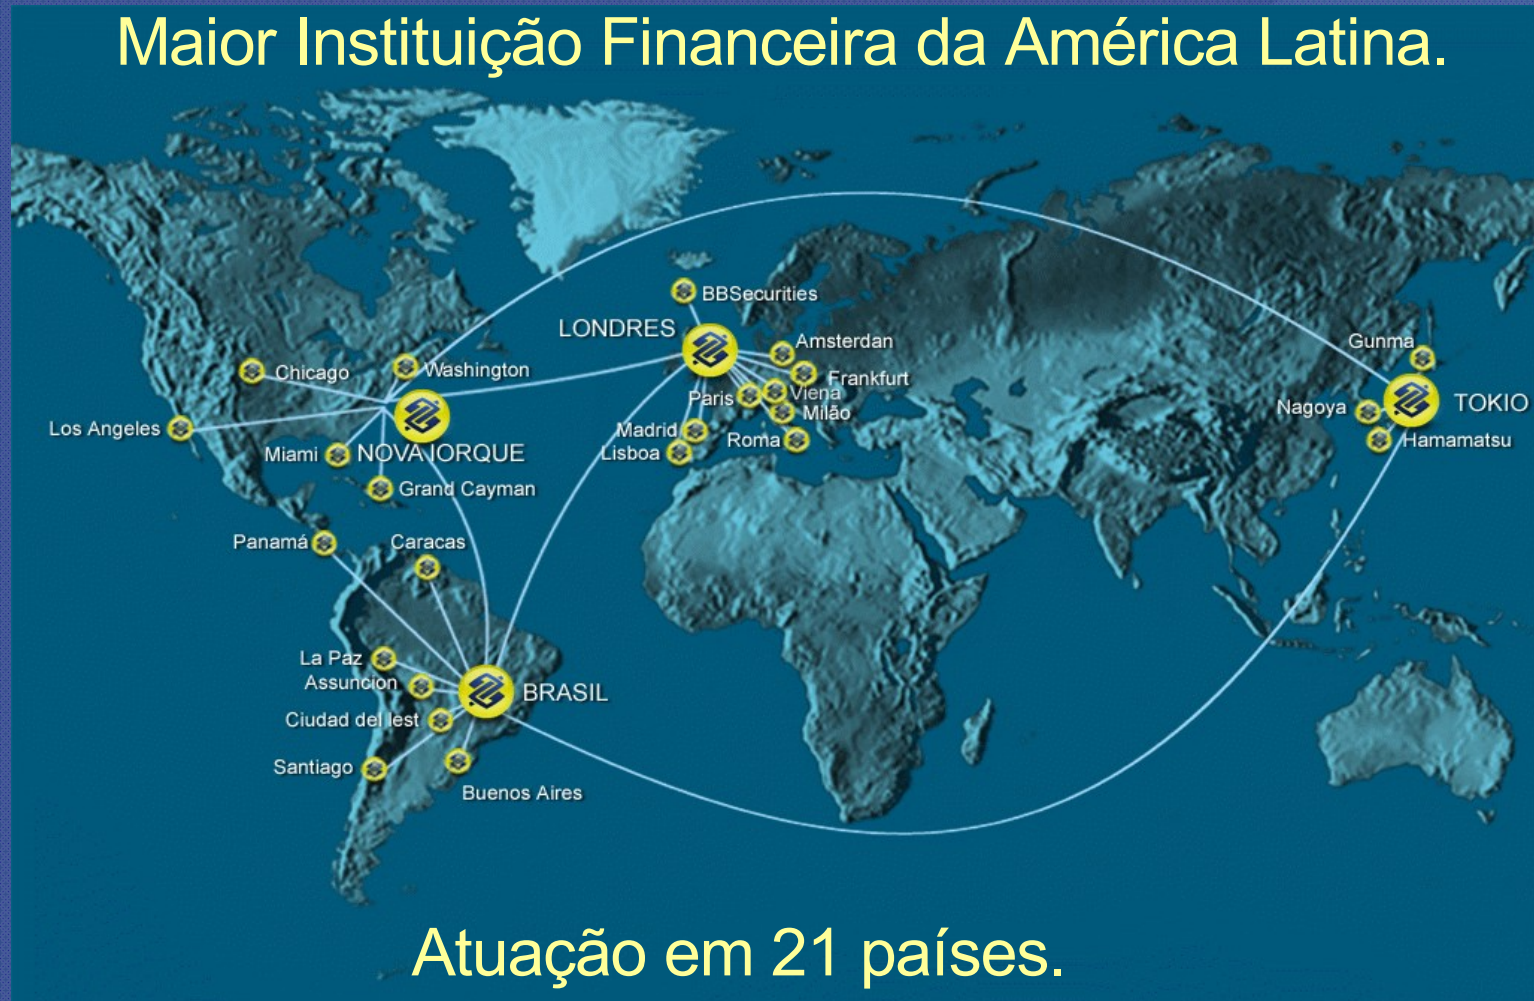 Maior Instituição Financeira da América Latina.
BBSecurities
LONDRES
Amsterdan
Gunma
Chicago
Washington
Frankfurt
Paris
Viena
Milão
Nagoya
TOKIO
Los Angeles
Madrid
Roma
Hamamatsu
Miami
NOVA IORQUE
Lisboa
Grand Cayman
Panamá
Caracas
La Paz
Assuncion
BRASIL
Ciudad del lest
Santiago
Buenos Aires
Atuação em 21 países.